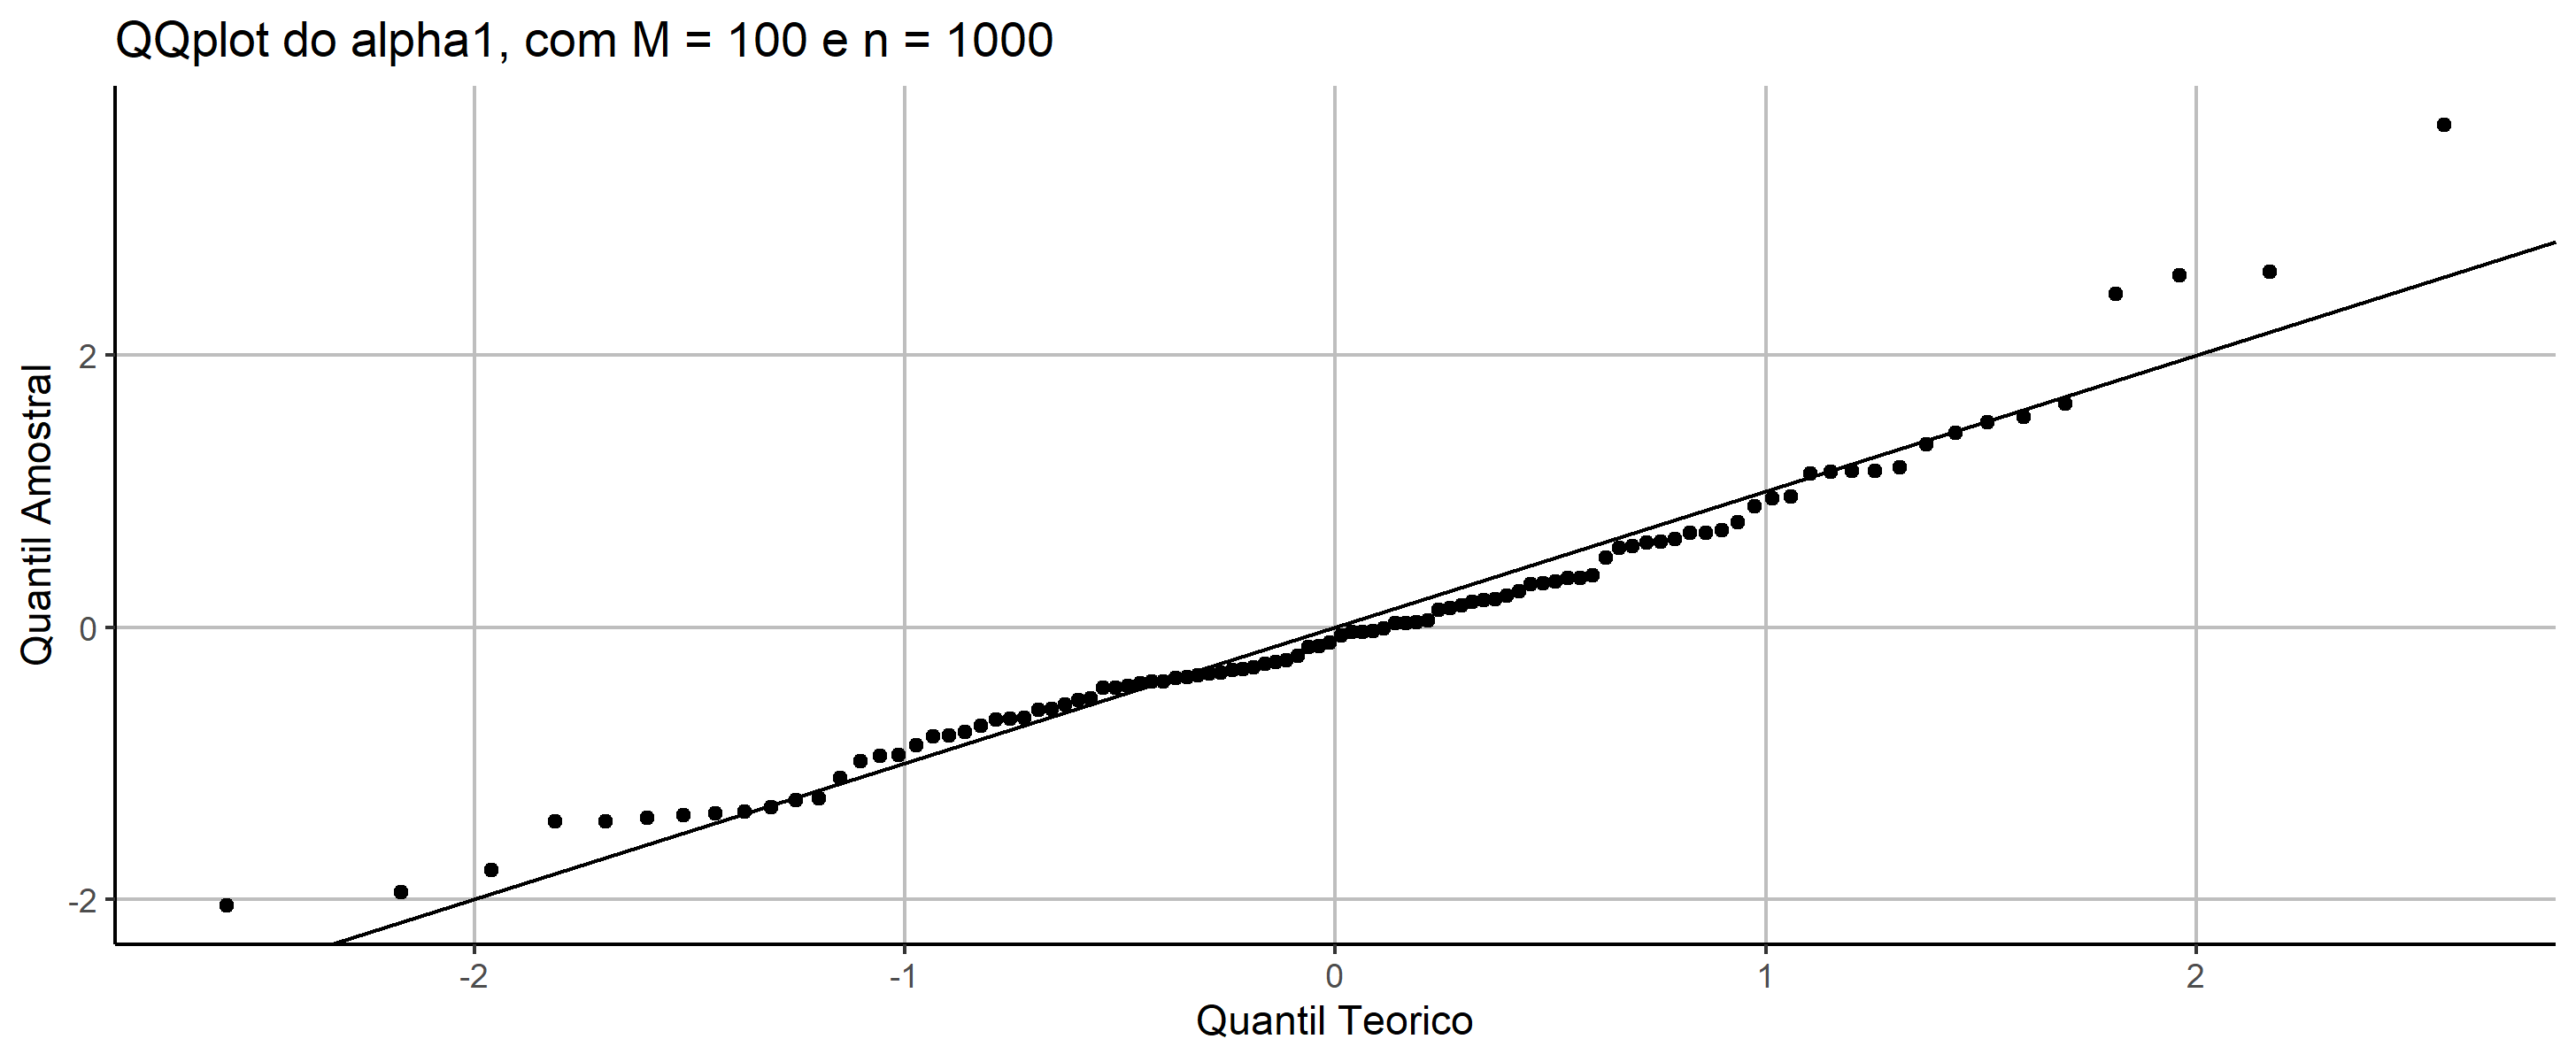 QQplot do alpha1, com M = 100 e n = 1000
Quantil Amostral
2
0
-2
-2
-1
0
1
2
Quantil Teorico